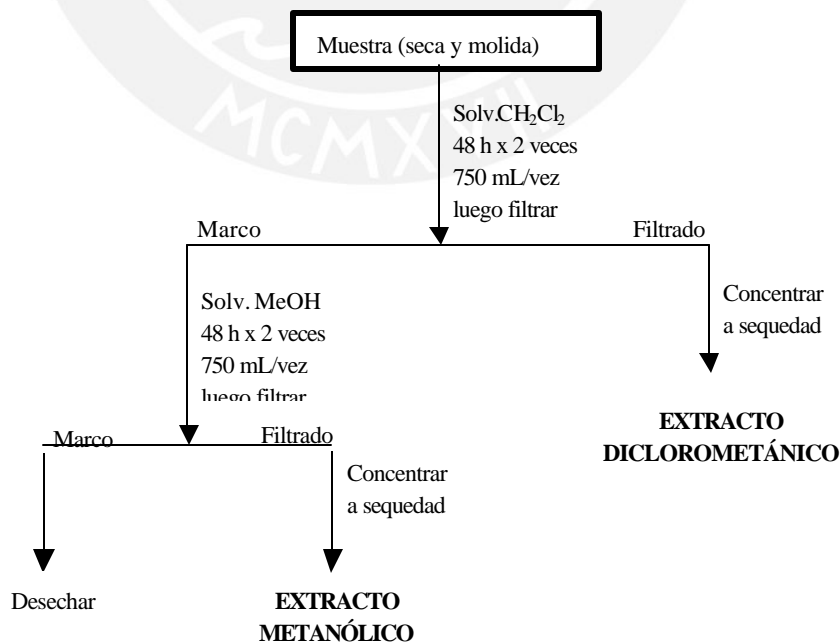 MCMXVII
Muestra (seca y molida)
Solv.CH₂Cl₂
48 h x 2 veces
750 mL/vez
luego filtrar
Marco
Filtrado
Solv. MeOH
48 h x 2 veces
750 mL/vez
luego filtrar
Concentrar
a sequedad
EXTRACTO
DICLOROMETÁNICO
Marco
Filtrado
Concentrar
a sequedad
Desechar
EXTRACTO
METANÓLICO